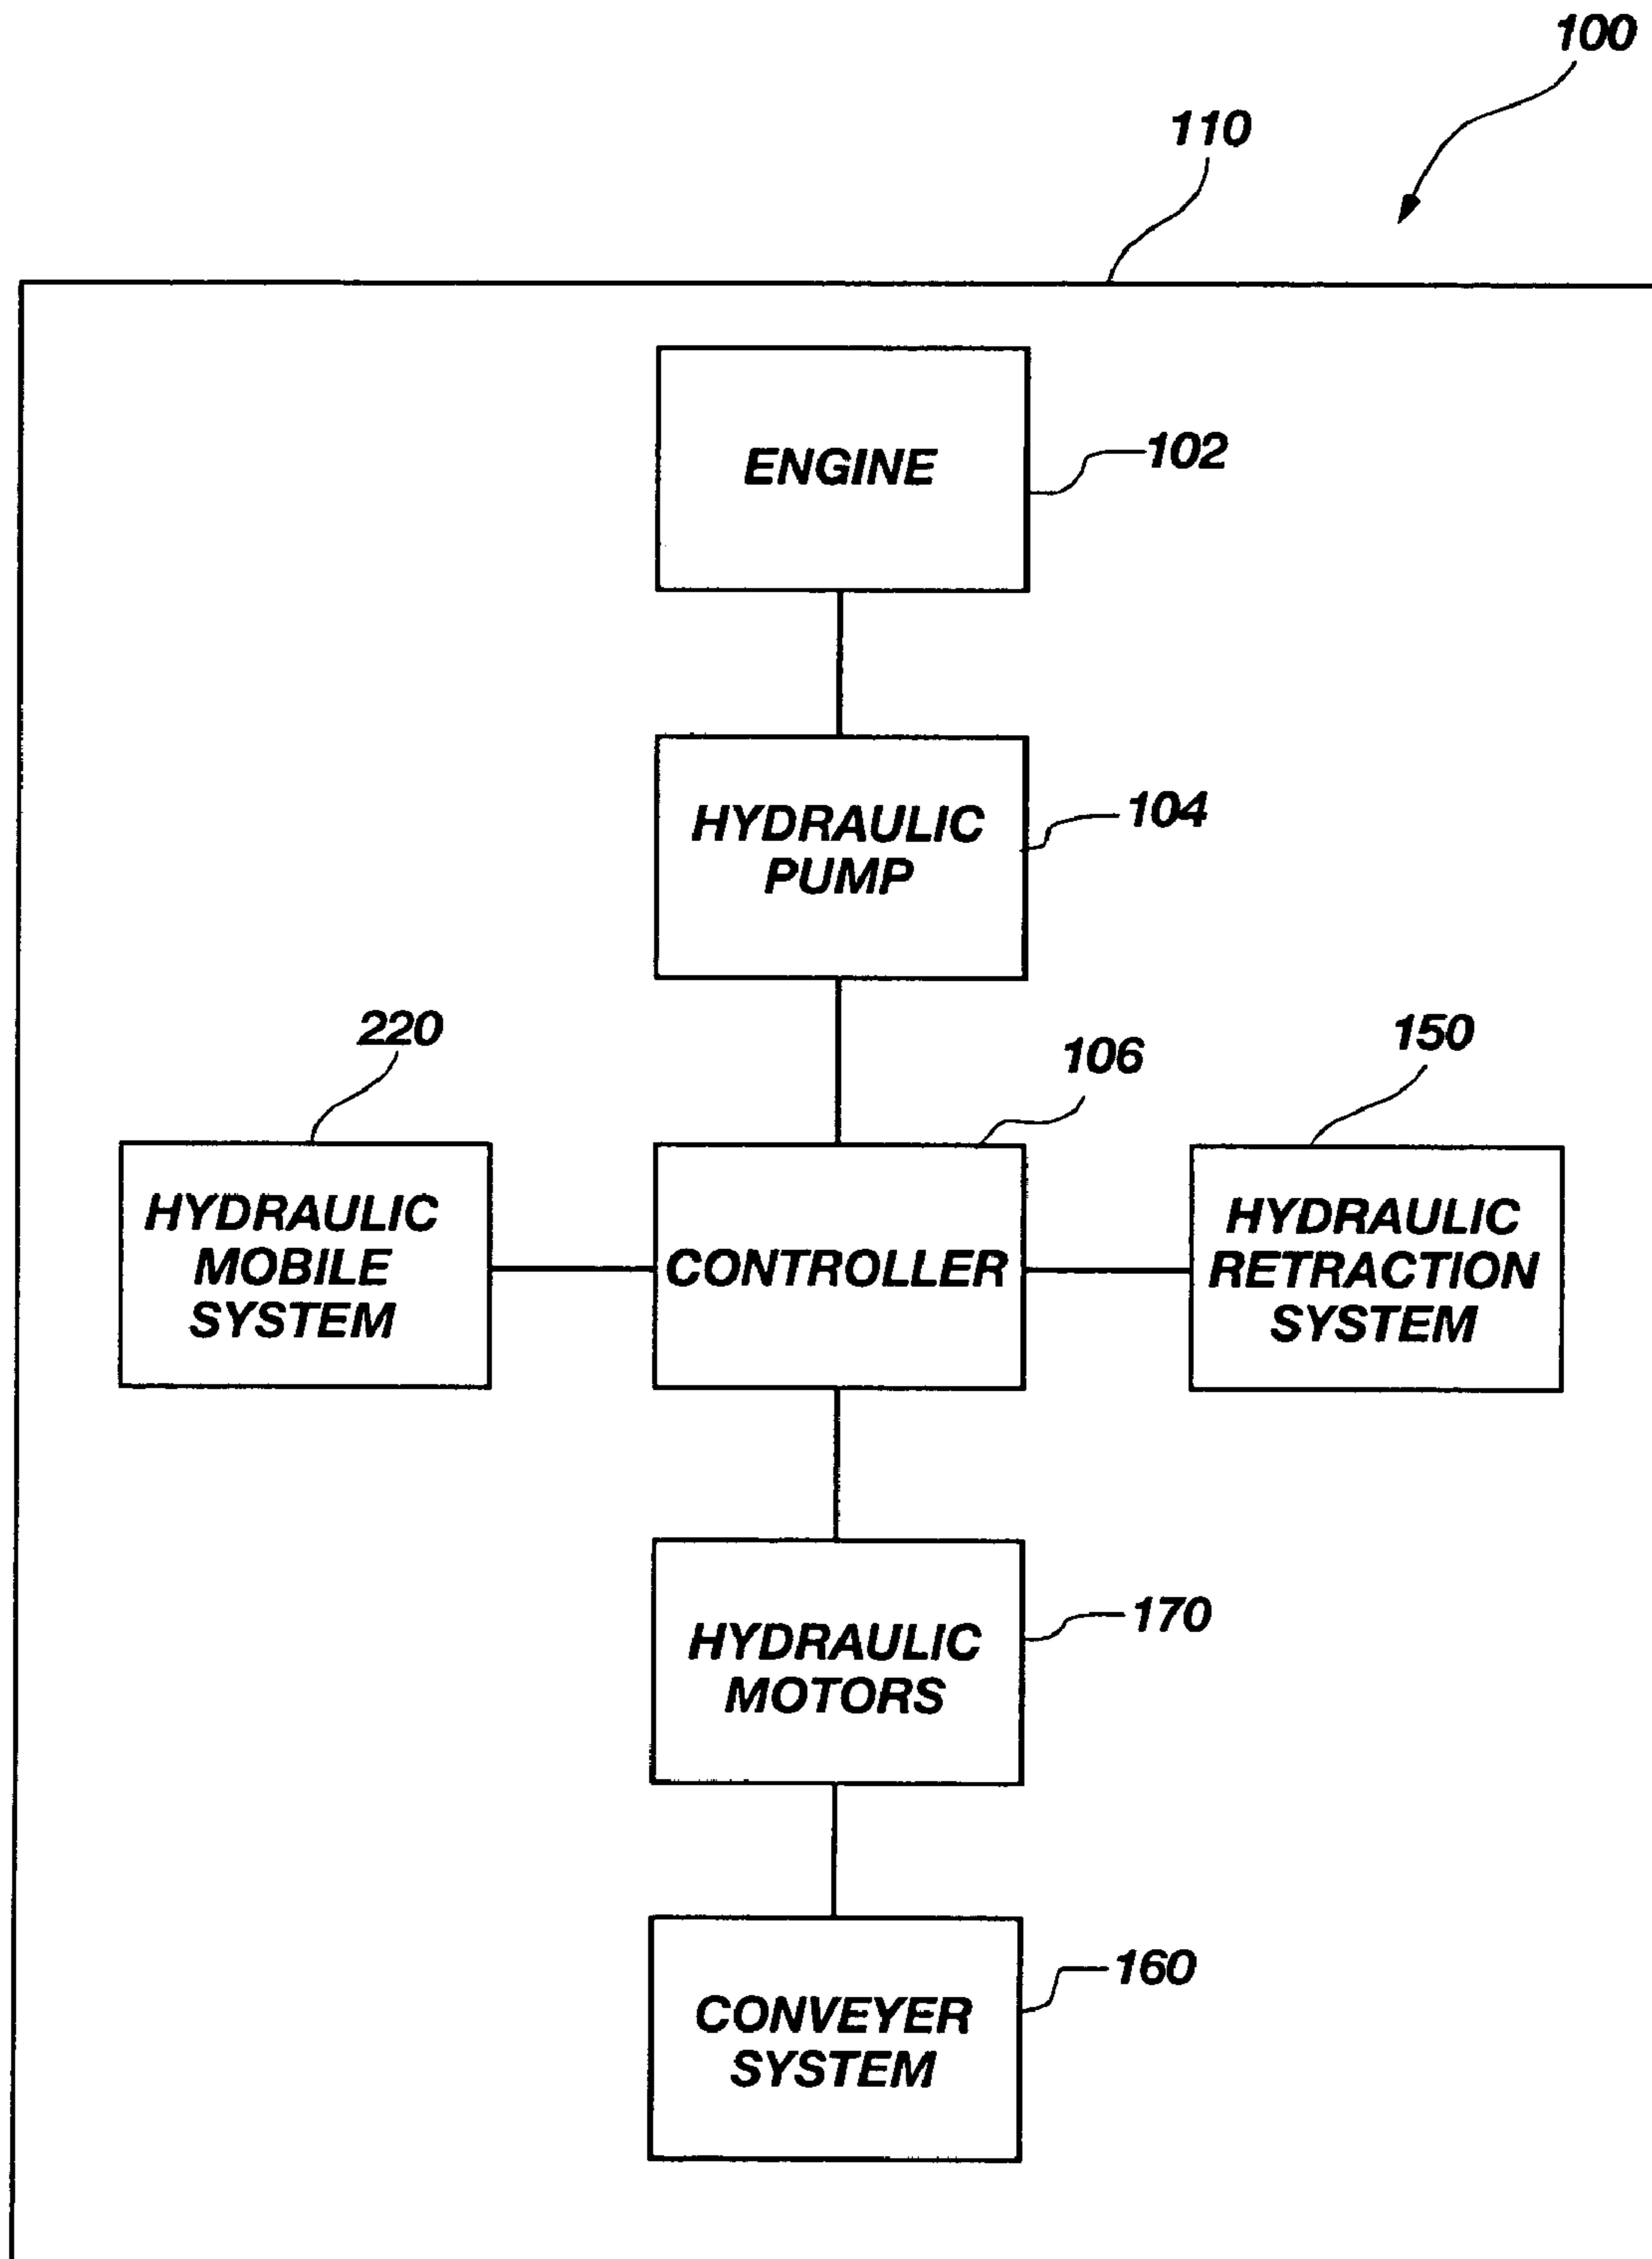 100
110
ENGINE
102
HYDRAULIC
PUMP
104
220
106
150
HYDRAULIC
MOBILE
SYSTEM
CONTROLLER
HYDRAULIC
RETRACTION
SYSTEM
HYDRAULIC
MOTORS
170
CONVEYER
SYSTEM
160